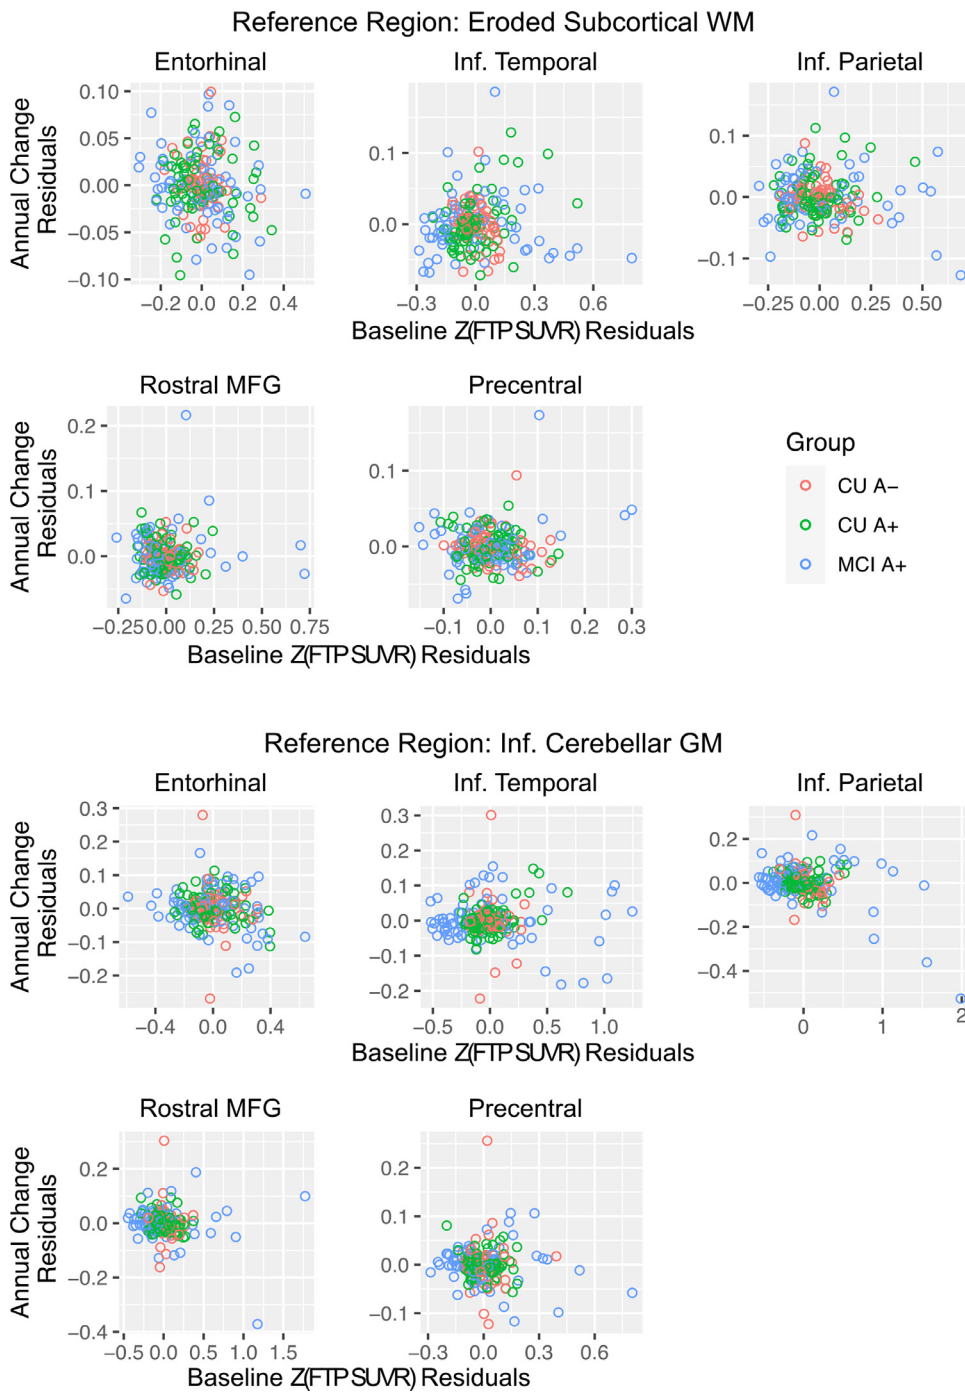 Reference Region: Eroded Subcortical WM
Entorhinal
Inf. Temporal
Inf. Parietal
Annual Change
Residuals
0.10
0.05
0.00
−0.05
−0.10
−0.2 0.0 0.2 0.4
0.1
0.0
−0.3 0.0 0.3 0.6
0.1
0.0
−0.1
−0.25 0.00 0.25 0.50
Baseline Z(FTP SUVR) Residuals
Rostral MFG
Precentral
Annual Change
Residuals
0.2
0.1
0.0
−0.25 0.00 0.25 0.50 0.75
0.1
0.0
−0.1 0.0 0.1 0.2 0.3
Baseline Z(FTP SUVR) Residuals
Group
CU A−
CU A+
MCI A+
Reference Region: Inf. Cerebellar GM
Entorhinal
Inf. Temporal
Inf. Parietal
Annual Change
Residuals
0.3
0.2
0.1
0.0
−0.1
−0.2
−0.4 0.0 0.4
0.3
0.2
0.1
0.0
−0.1
−0.2
−0.5 0.0 0.5 1.0
0.2
0.0
−0.2
−0.4
0 1 2
Baseline Z(FTP SUVR) Residuals
Rostral MFG
Precentral
Annual Change
Residuals
0.2
0.0
−0.2
−0.4
−0.5 0.0 0.5 1.0 1.5
0.2
0.1
0.0
−0.1
−0.3 0.0 0.3 0.6
Baseline Z(FTP SUVR) Residuals